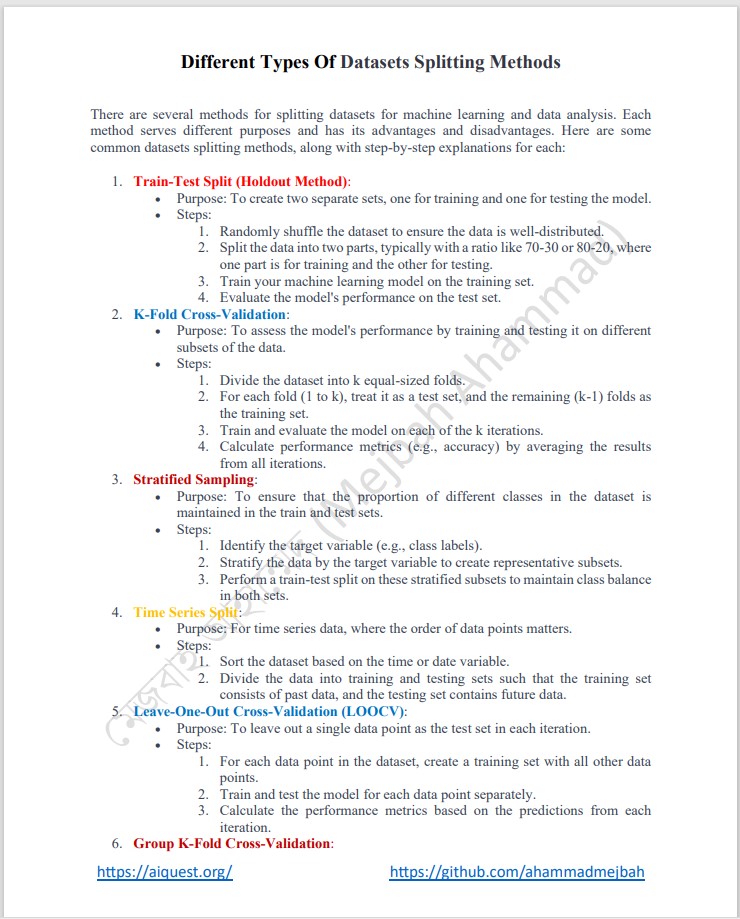 Different Types Of Datasets Splitting Methods
There are several methods for splitting datasets for machine learning and data analysis. Each
method serves different purposes and has its advantages and disadvantages. Here are some
common datasets splitting methods, along with step-by-step explanations for each:
1. Train-Test Split (Holdout Method):
• Purpose: To create two separate sets, one for training and one for testing the model.
• Steps:
1. Randomly shuffle the dataset to ensure the data is well-distributed.
2. Split the data into two parts, typically with a ratio like 70-30 or 80-20, where
one part is for training and the other for testing.
3. Train your machine learning model on the training set.
4. Evaluate the model's performance on the test set.
2. K-Fold Cross-Validation:
• Purpose: To assess the model's performance by training and testing it on different
subsets of the data.
• Steps:
1. Divide the dataset into k equal-sized folds.
2. For each fold (1 to k), treat it as a test set, and the remaining (k-1) folds as
the training set.
3. Train and evaluate the model on each of the k iterations.
4. Calculate performance metrics (e.g., accuracy) by averaging the results
from all iterations.
3. Stratified Sampling:
• Purpose: To ensure that the proportion of different classes in the dataset is
maintained in the train and test sets.
• Steps:
1. Identify the target variable (e.g., class labels).
2. Stratify the data by the target variable to create representative subsets.
3. Perform a train-test split on these stratified subsets to maintain class balance
in both sets.
4. Time Series Split:
• Purpose: For time series data, where the order of data points matters.
• Steps:
1. Sort the dataset based on the time or date variable.
2. Divide the data into training and testing sets such that the training set
consists of past data, and the testing set contains future data.
5. Leave-One-Out Cross-Validation (LOOCV):
• Purpose: To leave out a single data point as the test set in each iteration.
• Steps:
1. For each data point in the dataset, create a training set with all other data
points.
2. Train and test the model for each data point separately.
3. Calculate the performance metrics based on the predictions from each
iteration.
6. Group K-Fold Cross-Validation:
https://aiquest.org/ https://github.com/ahammadmejbah
(Mejbah Ahammad)